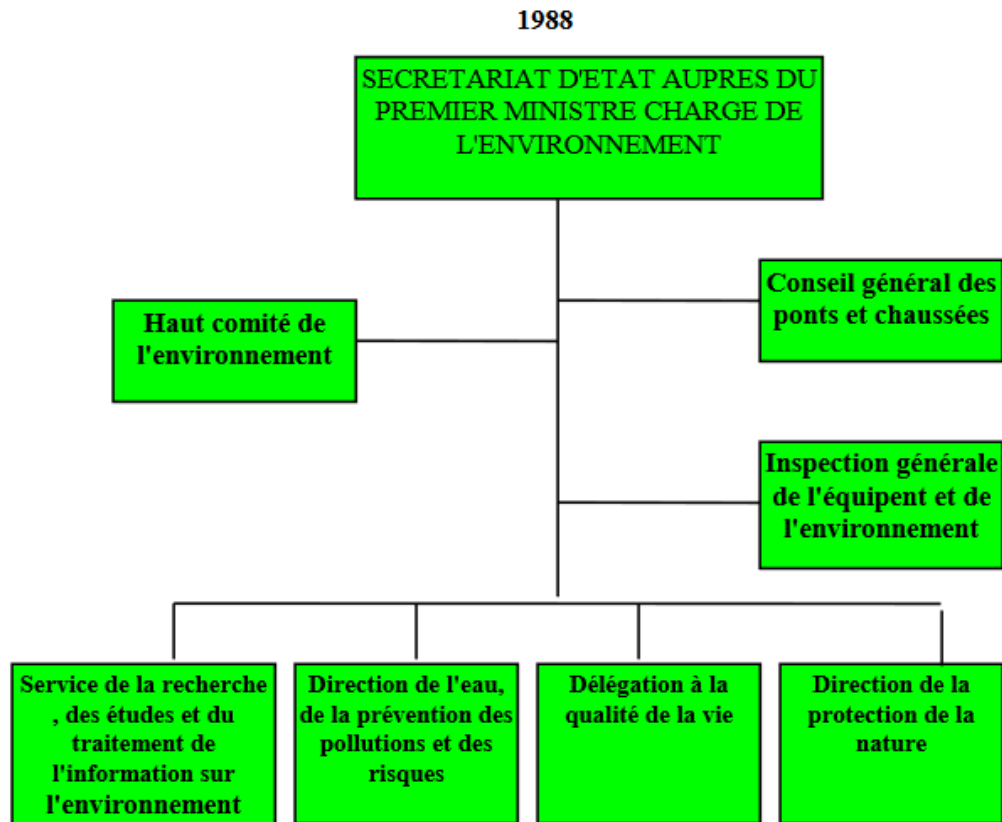 1988
SECRETARIAT D'ETAT AUPRES DU
PREMIER MINISTRE CHARGE DE
L'ENVIRONNEMENT
Conseil général des
ponts et chaussées
Haut comité de
l'environnement
Inspection générale
de l'équipent et de
l'environnement
Service de la recherche
, des études et du
traitement de
l'information sur
l'environnement
Direction de l'eau,
de la prévention des
pollutions et des
risques
Délégation à la
qualité de la vie
Direction de la
protection de la
nature